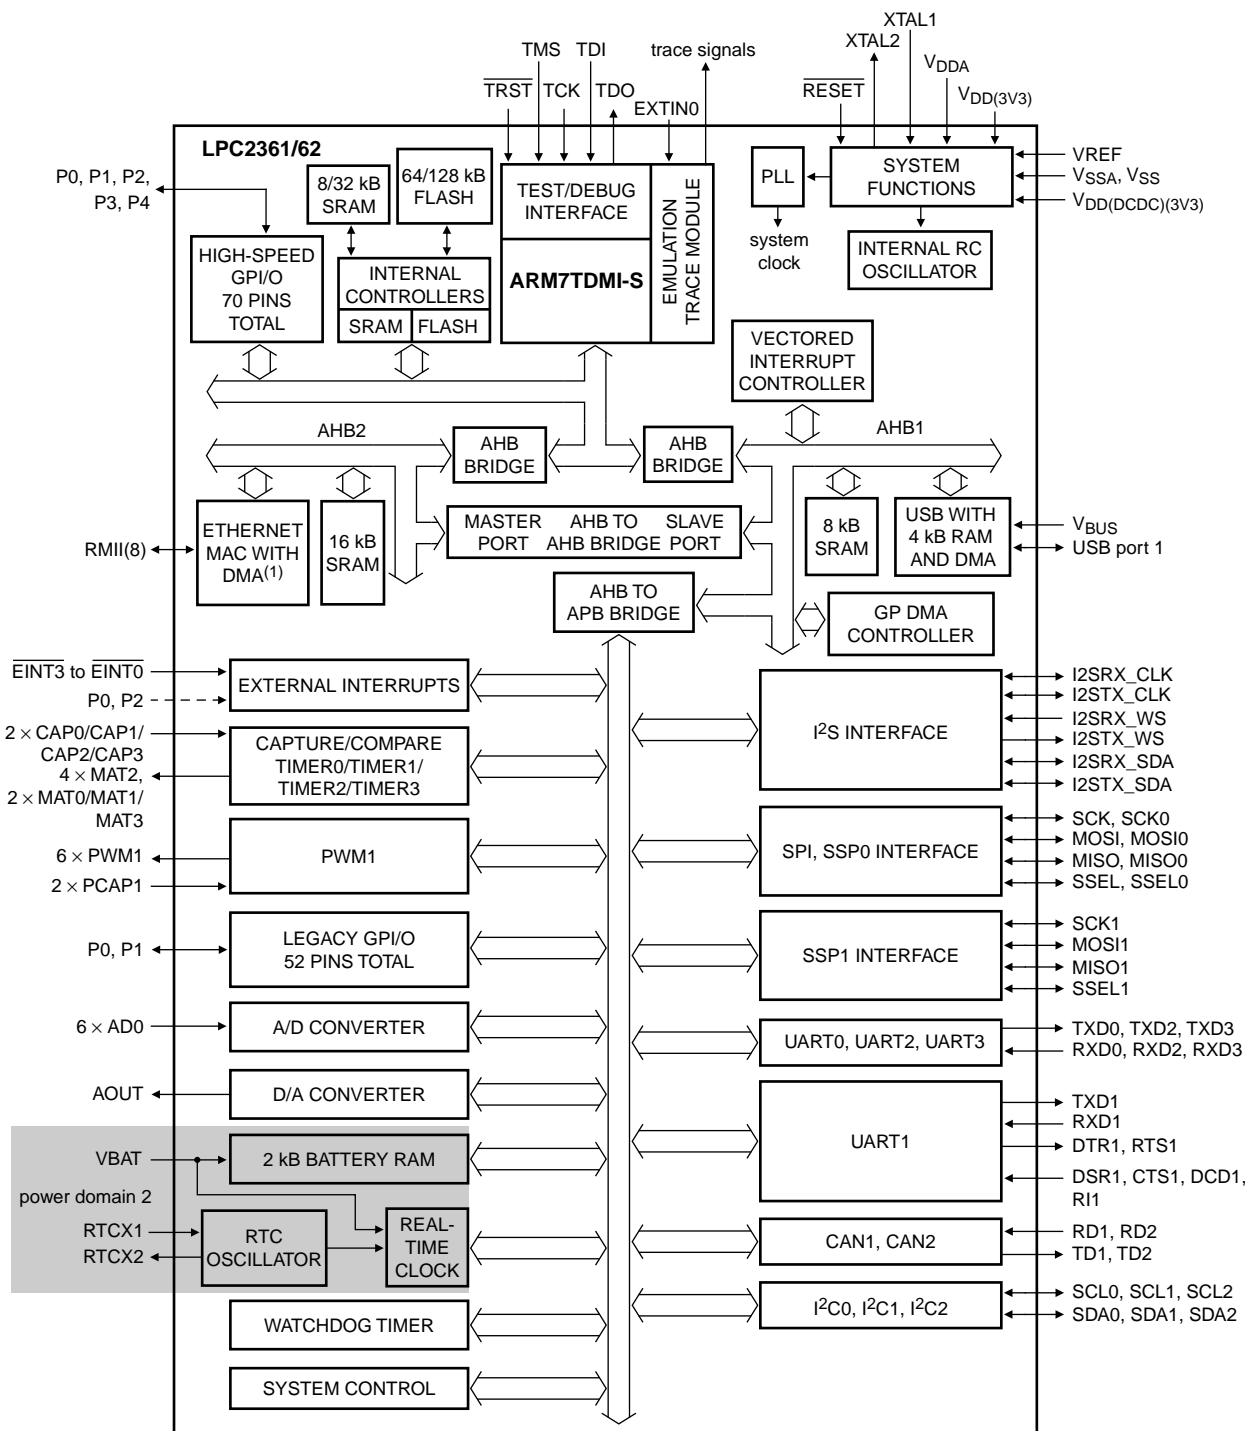 XTAL1
XTAL2
TMS TDI
trace signals
VDDA
TRST TCK TDO
RESET
VDD(3V3)
EXTIN0
LPC2361/62
P0, P1, P2,
P3, P4
8/32 kB
SRAM
64/128 kB
FLASH
TEST/DEBUG
INTERFACE
EMULATION
TRACE MODULE
PLL
SYSTEM
FUNCTIONS
VREF
VSSA, VSS
VDD(DCDC)(3V3)
system
clock
HIGH-SPEED
GPI/O
70 PINS
TOTAL
INTERNAL
CONTROLLERS
SRAM FLASH
ARM7TDMI-S
INTERNAL RC
OSCILLATOR
VECTORED
INTERRUPT
CONTROLLER
AHB2
AHB
BRIDGE
AHB
BRIDGE
AHB1
ETHERNET
MAC WITH
DMA(1)
16 kB
SRAM
MASTER
PORT
AHB TO
AHB BRIDGE
SLAVE
PORT
8 kB
SRAM
USB WITH
4 kB RAM
AND DMA
VBUS
USB port 1
RMII(8)
AHB TO
APB BRIDGE
GP DMA
CONTROLLER
EINT3 to EINT0
P0, P2
EXTERNAL INTERRUPTS
2 × CAP0/CAP1/
CAP2/CAP3
4 × MAT2,
2 × MAT0/MAT1/
MAT3
CAPTURE/COMPARE
TIMER0/TIMER1/
TIMER2/TIMER3
6 × PWM1
2 × PCAP1
PWM1
P0, P1
LEGACY GPI/O
52 PINS TOTAL
6 × AD0
A/D CONVERTER
AOUT
D/A CONVERTER
VBAT
2 kB BATTERY RAM
power domain 2
RTCX1
RTCX2
RTC
OSCILLATOR
REAL-
TIME
CLOCK
WATCHDOG TIMER
SYSTEM CONTROL
I2S INTERFACE
I2SRX_CLK
I2STX_CLK
I2SRX_WS
I2STX_WS
I2SRX_SDA
I2STX_SDA
SPI, SSP0 INTERFACE
SCK, SCK0
MOSI, MOSI0
MISO, MISO0
SSEL, SSEL0
SSP1 INTERFACE
SCK1
MOSI1
MISO1
SSEL1
UART0, UART2, UART3
TXD0, TXD2, TXD3
RXD0, RXD2, RXD3
UART1
TXD1
RXD1
DTR1, RTS1
DSR1, CTS1, DCD1,
RI1
CAN1, CAN2
RD1, RD2
TD1, TD2
I2C0, I2C1, I2C2
SCL0, SCL1, SCL2
SDA0, SDA1, SDA2